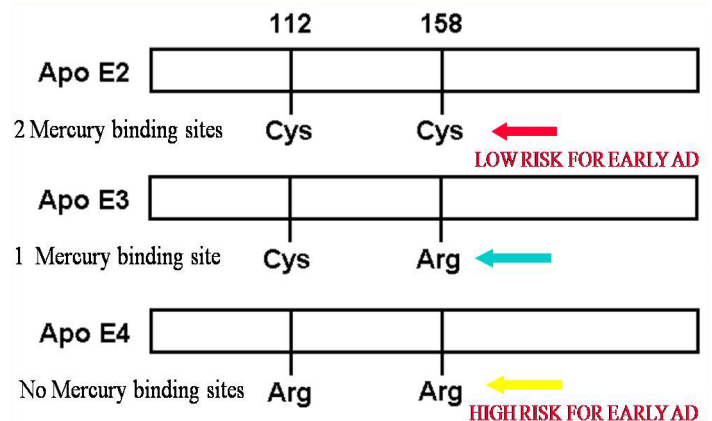 112 158
Apo E2
2 Mercury binding sites Cys Cys
LOW RISK FOR EARLY AD
Apo E3
1 Mercury binding site Cys Arg
Apo E4
No Mercury binding sites Arg Arg
HIGH RISK FOR EARLY AD